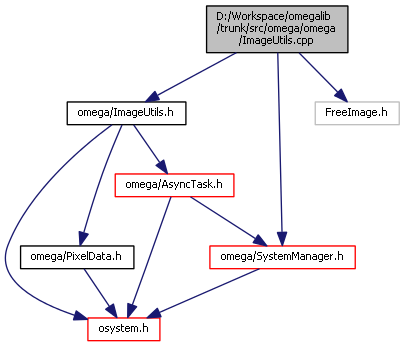 D:/Workspace/omegalib
/trunk/src/omega/omega
/ImageUtils.cpp
omega/ImageUtils.h
FreeImage.h
omega/AsyncTask.h
omega/PixelData.h
omega/SystemManager.h
osystem.h